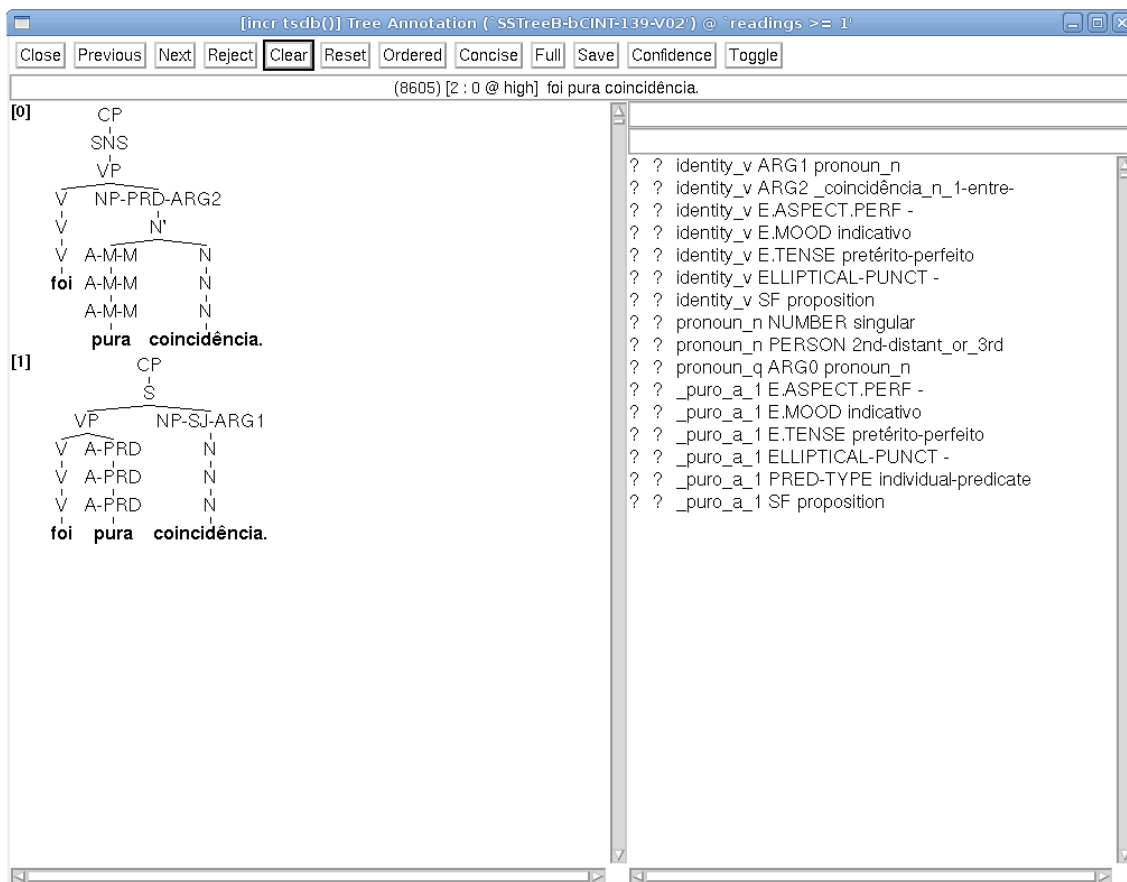 [incr tsdb()] Tree Annotation (`SSTreeB-bCINT-139-V02') @ `readings >= 1'
Close Previous Next Reject Clear Reset Ordered Concise Full Save Confidence Toggle
(8605) [2 : 0 @ high] foi pura coincidência.
[0] CP
SNS
VP
V NP-PRD-ARG2
V N'
V A-M-M N
foi A-M-M N
A-M-M N
pura coincidência.
[1] CP
S
VP NP-SJ-ARG1
V A-PRD N
V A-PRD N
V A-PRD N
foi pura coincidência.
? ? identity_v ARG1 pronoun_n
? ? identity_v ARG2 _coincidência_n_1-entre-
? ? identity_v E.ASPECT.PERF -
? ? identity_v E.MOOD indicativo
? ? identity_v E.TENSE pretérito-perfeito
? ? identity_v ELLIPTICAL-PUNCT -
? ? identity_v SF proposition
? ? pronoun_n NUMBER singular
? ? pronoun_n PERSON 2nd-distant_or_3rd
? ? pronoun_q ARG0 pronoun_n
? ? _puro_a_1 E.ASPECT.PERF -
? ? _puro_a_1 E.MOOD indicativo
? ? _puro_a_1 E.TENSE pretérito-perfeito
? ? _puro_a_1 ELLIPTICAL-PUNCT -
? ? _puro_a_1 PRED-TYPE individual-predicate
? ? _puro_a_1 SF proposition